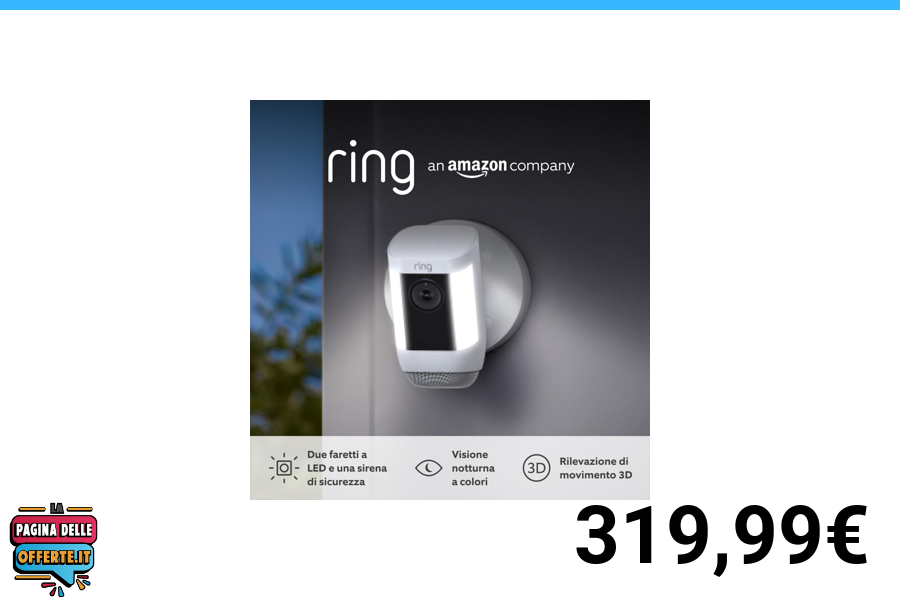 ring an amazon company
ring
Due faretti a
LED e una sirena
di sicurezza
Visione
notturna
a colori
3D
Rilevazione di
movimento 3D
LA
PAGINA DELLE
OFFERTE.IT
319,99€